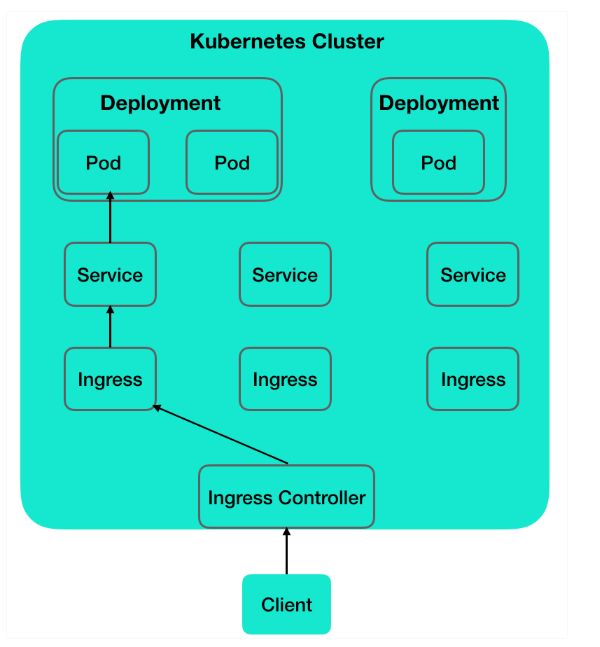 Kubernetes Cluster
Deployment
Deployment
Pod
Pod
Pod
Service
Service
Service
Ingress
Ingress
Ingress
Ingress Controller
Client